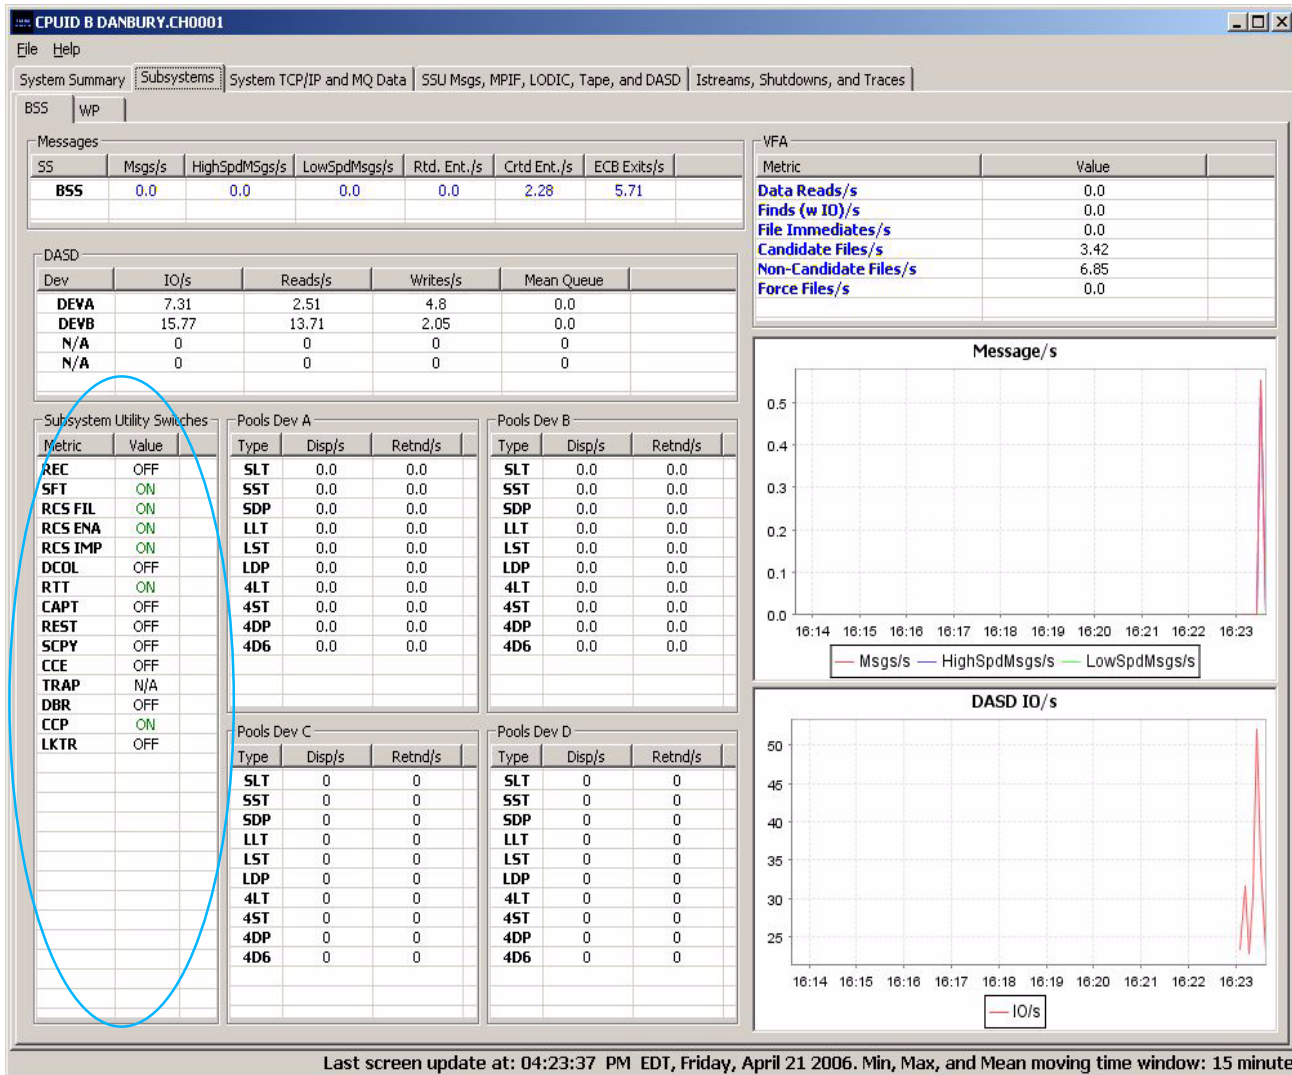 CPUID B DANBURY.CH0001
File Help
System Summary Subsystems System TCP/IP and MQ Data SSU Msgs, MPIF, LODIC, Tape, and DASD Istreams, Shutdowns, and Traces
BSS WP
Messages
SS Msgs/s HighSpdMSgs/s LowSpdMsgs/s Rtd. Ent./s Crtd Ent./s ECB Exits/s
BSS 0.0 0.0 0.0 0.0 2.28 5.71
DASD
Dev IO/s Reads/s Writes/s Mean Queue
DEVA 7.31 2.51 4.8 0.0
DEVB 15.77 13.71 2.05 0.0
N/A 0 0 0 0
N/A 0 0 0 0
VFA
Metric Value
Data Reads/s 0.0
Finds (w IO)/s 0.0
File Immediates/s 0.0
Candidate Files/s 3.42
Non-Candidate Files/s 6.85
Force Files/s 0.0
Subsystem Utility Switches
Metric Value
REC OFF
SFT ON
RCS FIL ON
RCS ENA ON
RCS IMP ON
DCOL OFF
RTT ON
CAPT OFF
REST OFF
SCPY OFF
CCE OFF
TRAP N/A
DBR OFF
CCP ON
LKTR OFF
Pools Dev A
Type Disp/s Retnd/s
SLT 0.0 0.0
SST 0.0 0.0
SDP 0.0 0.0
LLT 0.0 0.0
LST 0.0 0.0
LDP 0.0 0.0
4LT 0.0 0.0
4ST 0.0 0.0
4DP 0.0 0.0
4D6 0.0 0.0
Pools Dev B
Type Disp/s Retnd/s
SLT 0.0 0.0
SST 0.0 0.0
SDP 0.0 0.0
LLT 0.0 0.0
LST 0.0 0.0
LDP 0.0 0.0
4LT 0.0 0.0
4ST 0.0 0.0
4DP 0.0 0.0
4D6 0.0 0.0
Pools Dev C
Type Disp/s Retnd/s
SLT 0 0
SST 0 0
SDP 0 0
LLT 0 0
LST 0 0
LDP 0 0
4LT 0 0
4ST 0 0
4DP 0 0
4D6 0 0
Pools Dev D
Type Disp/s Retnd/s
SLT 0 0
SST 0 0
SDP 0 0
LLT 0 0
LST 0 0
LDP 0 0
4LT 0 0
4ST 0 0
4DP 0 0
4D6 0 0
Message/s
0.5
0.4
0.3
0.2
0.1
0.0
16:14 16:15 16:16 16:17 16:18 16:19 16:20 16:21 16:22 16:23
Msgs/s HighSpdMsgs/s LowSpdMsgs/s
DASD IO/s
50
45
40
35
30
25
16:14 16:15 16:16 16:17 16:18 16:19 16:20 16:21 16:22 16:23
IO/s
Last screen update at: 04:23:37 PM EDT, Friday, April 21 2006. Min, Max, and Mean moving time window: 15 minute